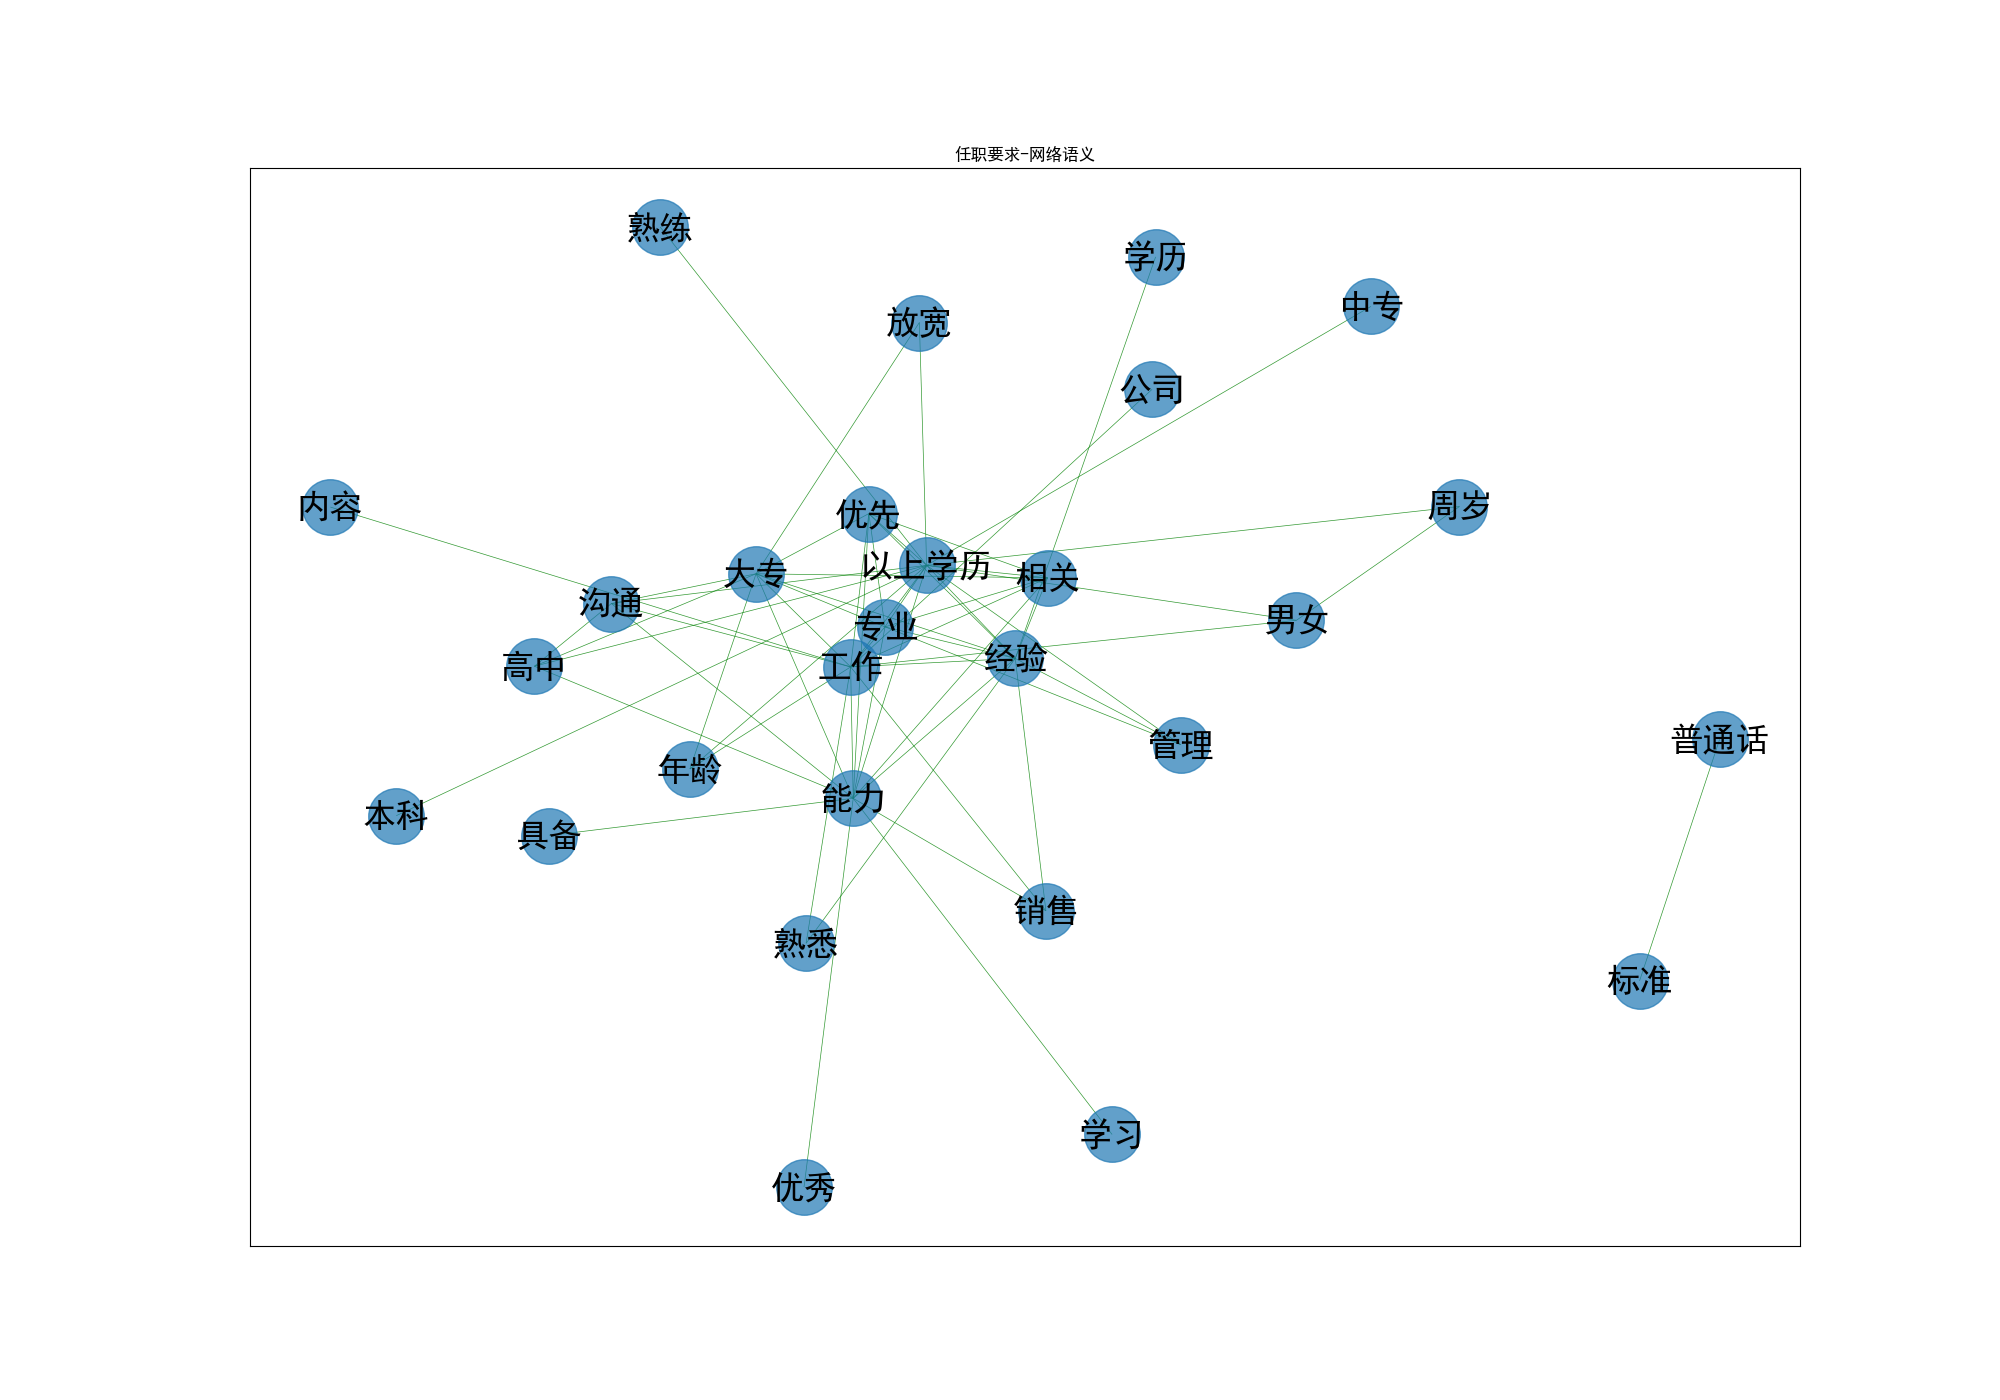 任职要求-网络语义
熟练
学历
中专
放宽
公司
内容
优先
周岁
以上学历
大专
相关
沟通
专业
男女
高中
工作
经验
普通话
管理
年龄
能力
本科
具备
销售
熟悉
标准
学习
优秀